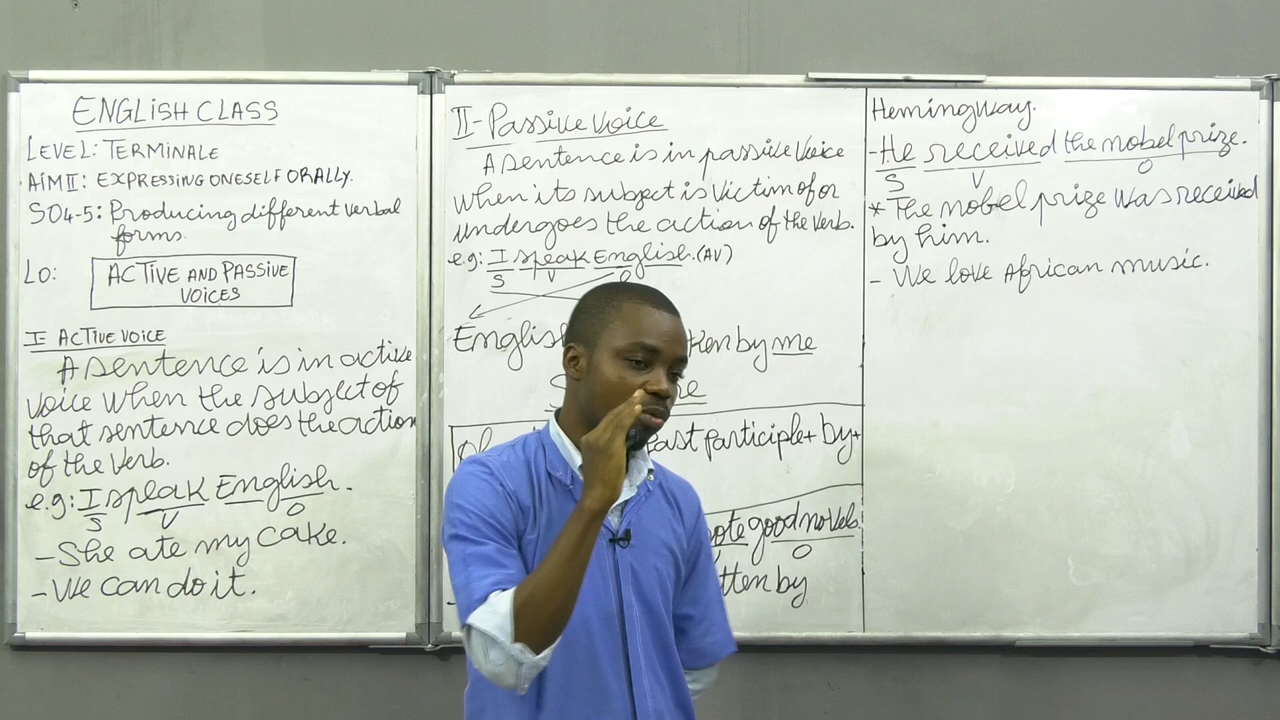 ENGLISH CLASS
LEVEL: TERMINALE
AIM II: EXPRESSING ONESELF ORALLY.
SO4-5: Producing different verbal
forms.
LO: ACTIVE AND PASSIVE
VOICES
I- ACTIVE VOICE
A sentence is in active
voice when the subject of
that sentence does the action
of the verb.
e.g: I speak English.
S V O
- She ate my cake.
- We can do it.
II- Passive voice
A sentence is in passive voice
when its subject is victim of or
undergoes the action of the verb.
e.g: I speak English. (AV)
S V O
English ken by me
past participle + by +
ote good novels
O
tten by
Hemingway.
- He received the nobel prize.
S V O
* The nobel prize was received
by him.
- We love African music.